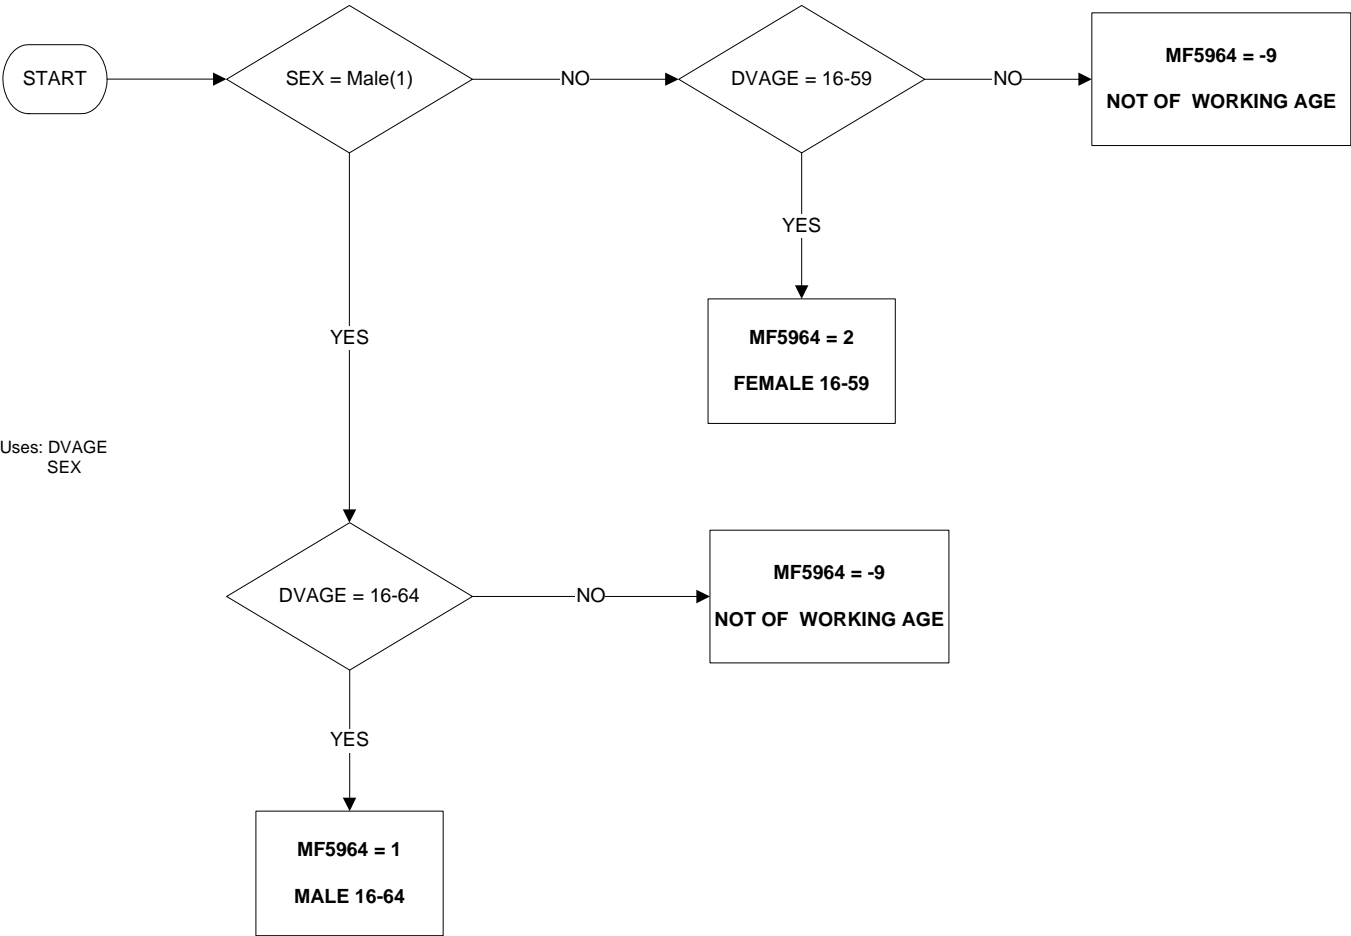 START
SEX = Male(1)
NO
DVAGE = 16-59
NO
MF5964 = -9
NOT OF  WORKING AGE
YES
MF5964 = 2
FEMALE 16-59
YES
Uses: DVAGE
SEX
DVAGE = 16-64
NO
MF5964 = -9
NOT OF  WORKING AGE
YES
MF5964 = 1
MALE 16-64